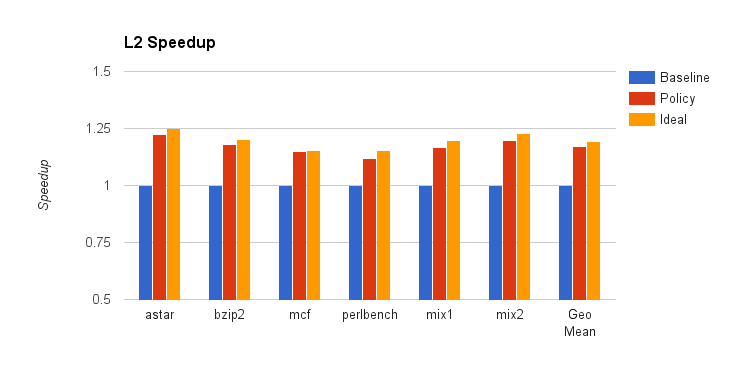 L2 Speedup
1.5
1.25
1
0.75
0.5
Speedup
Baseline
Policy
Ideal
astar
bzip2
mcf
perlbench
mix1
mix2
Geo
Mean